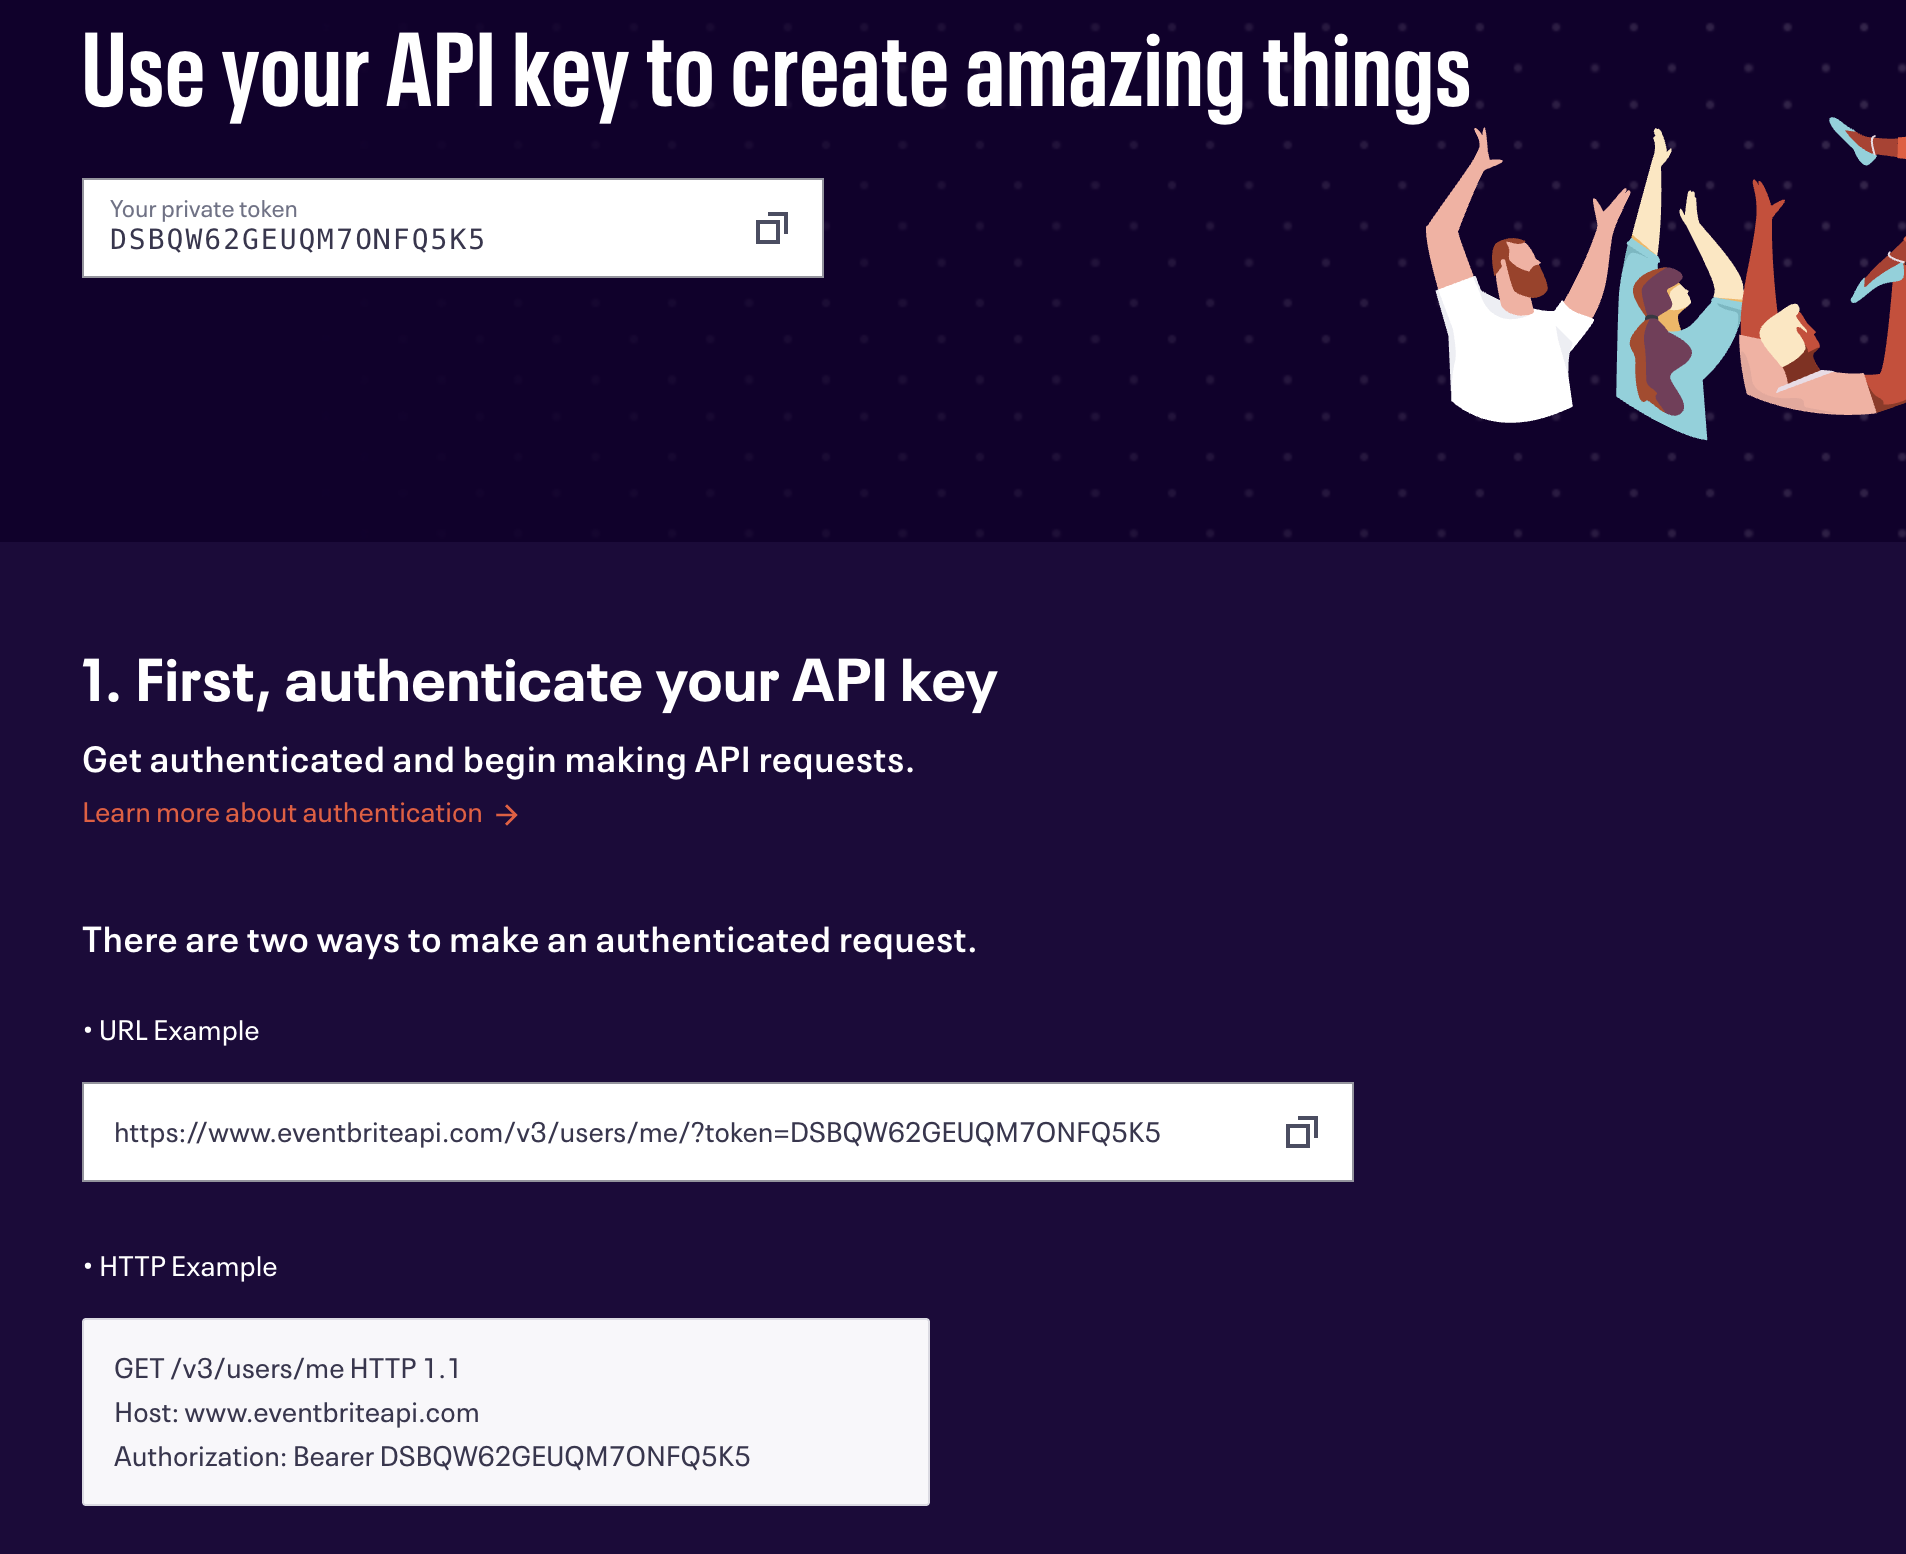 Use your API key to create amazing things
Your private token
DSBQW62GEUQM7ONFQ5K5
1. First, authenticate your API key
Get authenticated and begin making API requests.
Learn more about authentication →
There are two ways to make an authenticated request.
• URL Example
https://www.eventbriteapi.com/v3/users/me/?token=DSBQW62GEUQM7ONFQ5K5
• HTTP Example
GET /v3/users/me HTTP 1.1
Host: www.eventbriteapi.com
Authorization: Bearer DSBQW62GEUQM7ONFQ5K5